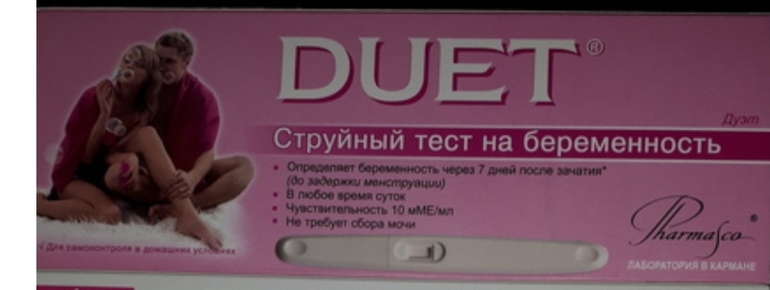 DUET®
Дуэт
Струйный тест на беременность
▪ Определяет беременность через 7 дней после зачатия*
(до задержки менструации)
▪ В любое время суток
▪ Чувствительность 10 мМЕ/мл
▪ Не требует сбора мочи
Для самоконтроля в домашних условиях
Pharmasco®
ЛАБОРАТОРИЯ В КАРМАНЕ